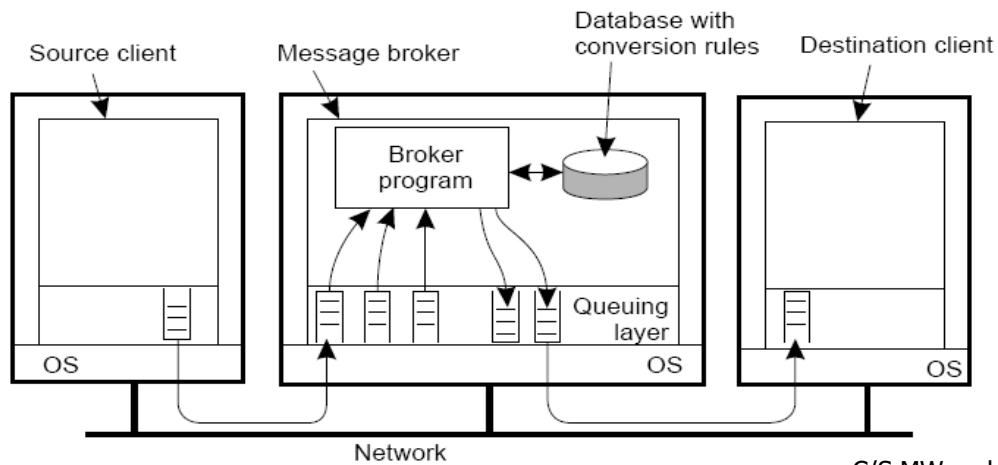 Database with
conversion rules
Source client
Message broker
Destination client
Broker
program
Queuing
layer
OS
OS
OS
Network